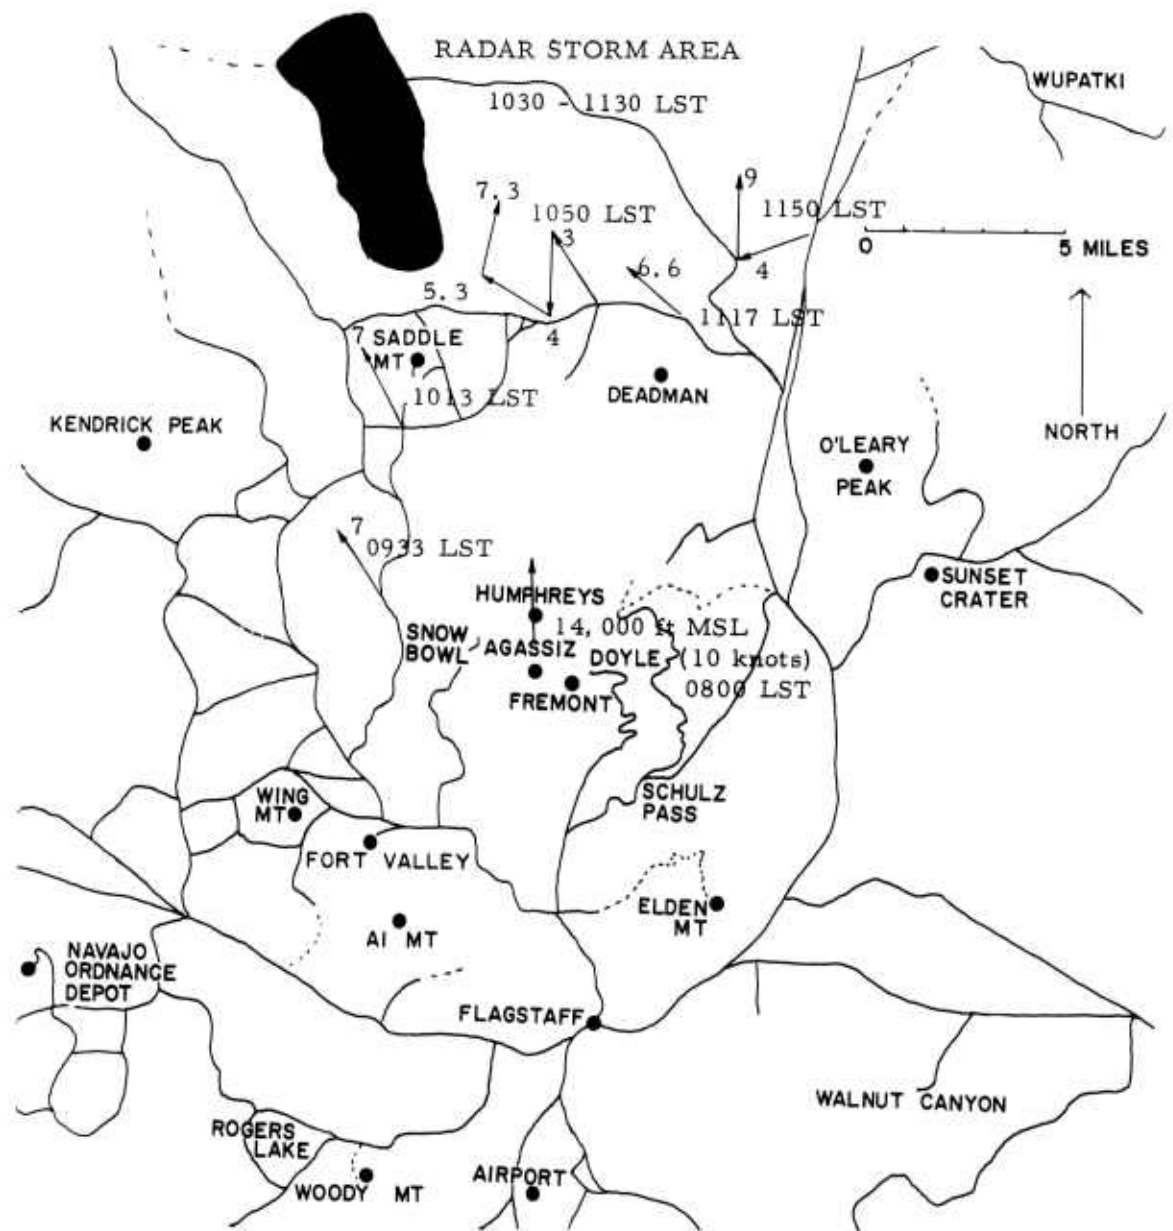 RADAR STORM AREA
1030 - 1130 LST
WUPATKI
7.3
9
1050 LST
1150 LST
3
0
5 MILES
6.6
4
5.3
1117 LST
7
SADDLE
MT
4
1013 LST
DEADMAN
KENDRICK PEAK
NORTH
O'LEARY
PEAK
7
0933 LST
SUNSET
CRATER
HUMPHREYS
14,000 ft MSL
SNOW
BOWL
AGASSIZ
DOYLE
(10 knots)
0800 LST
FREMONT
WING
MT
SCHULZ
PASS
FORT VALLEY
ELDEN
MT
AI MT
NAVAJO
ORDNANCE
DEPOT
FLAGSTAFF
WALNUT CANYON
ROGERS
LAKE
WOODY MT
AIRPORT